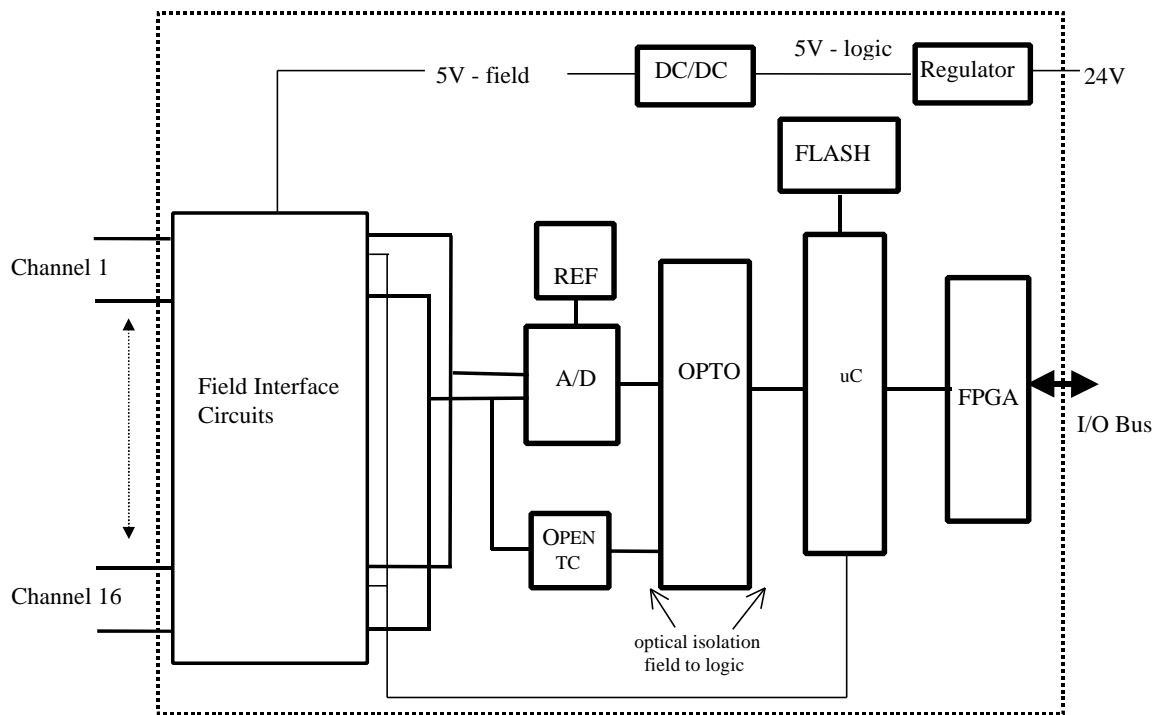 5V - logic
5V - field
DC/DC
Regulator
24V
FLASH
Channel 1
REF
Field Interface
Circuits
A/D
OPTO
uC
FPGA
I/O Bus
OPEN
TC
Channel 16
optical isolation
field to logic